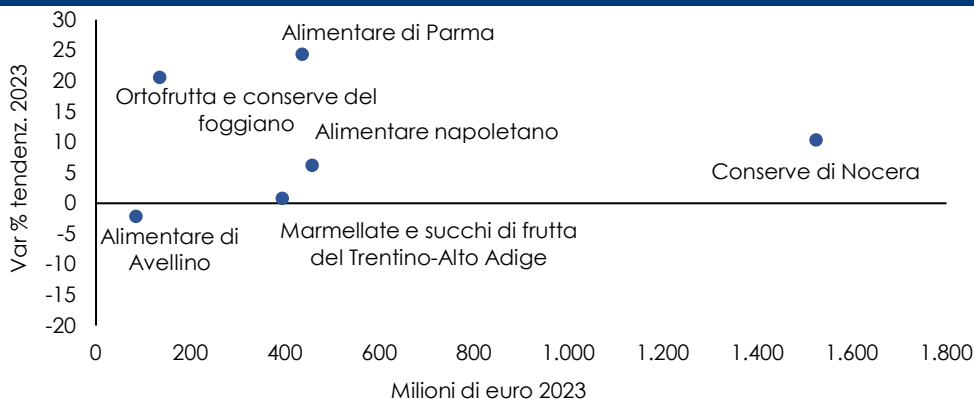 30
25
20
15
10
5
0
-5
-10
-15
-20
Var % tendenz. 2023
Alimentare di Parma
Ortofrutta e conserve del
foggiano
Alimentare napoletano
Conserve di Nocera
Alimentare di
Avellino
Marmellate e succhi di frutta
del Trentino-Alto Adige
0 200 400 600 800 1.000 1.200 1.400 1.600 1.800
Milioni di euro 2023